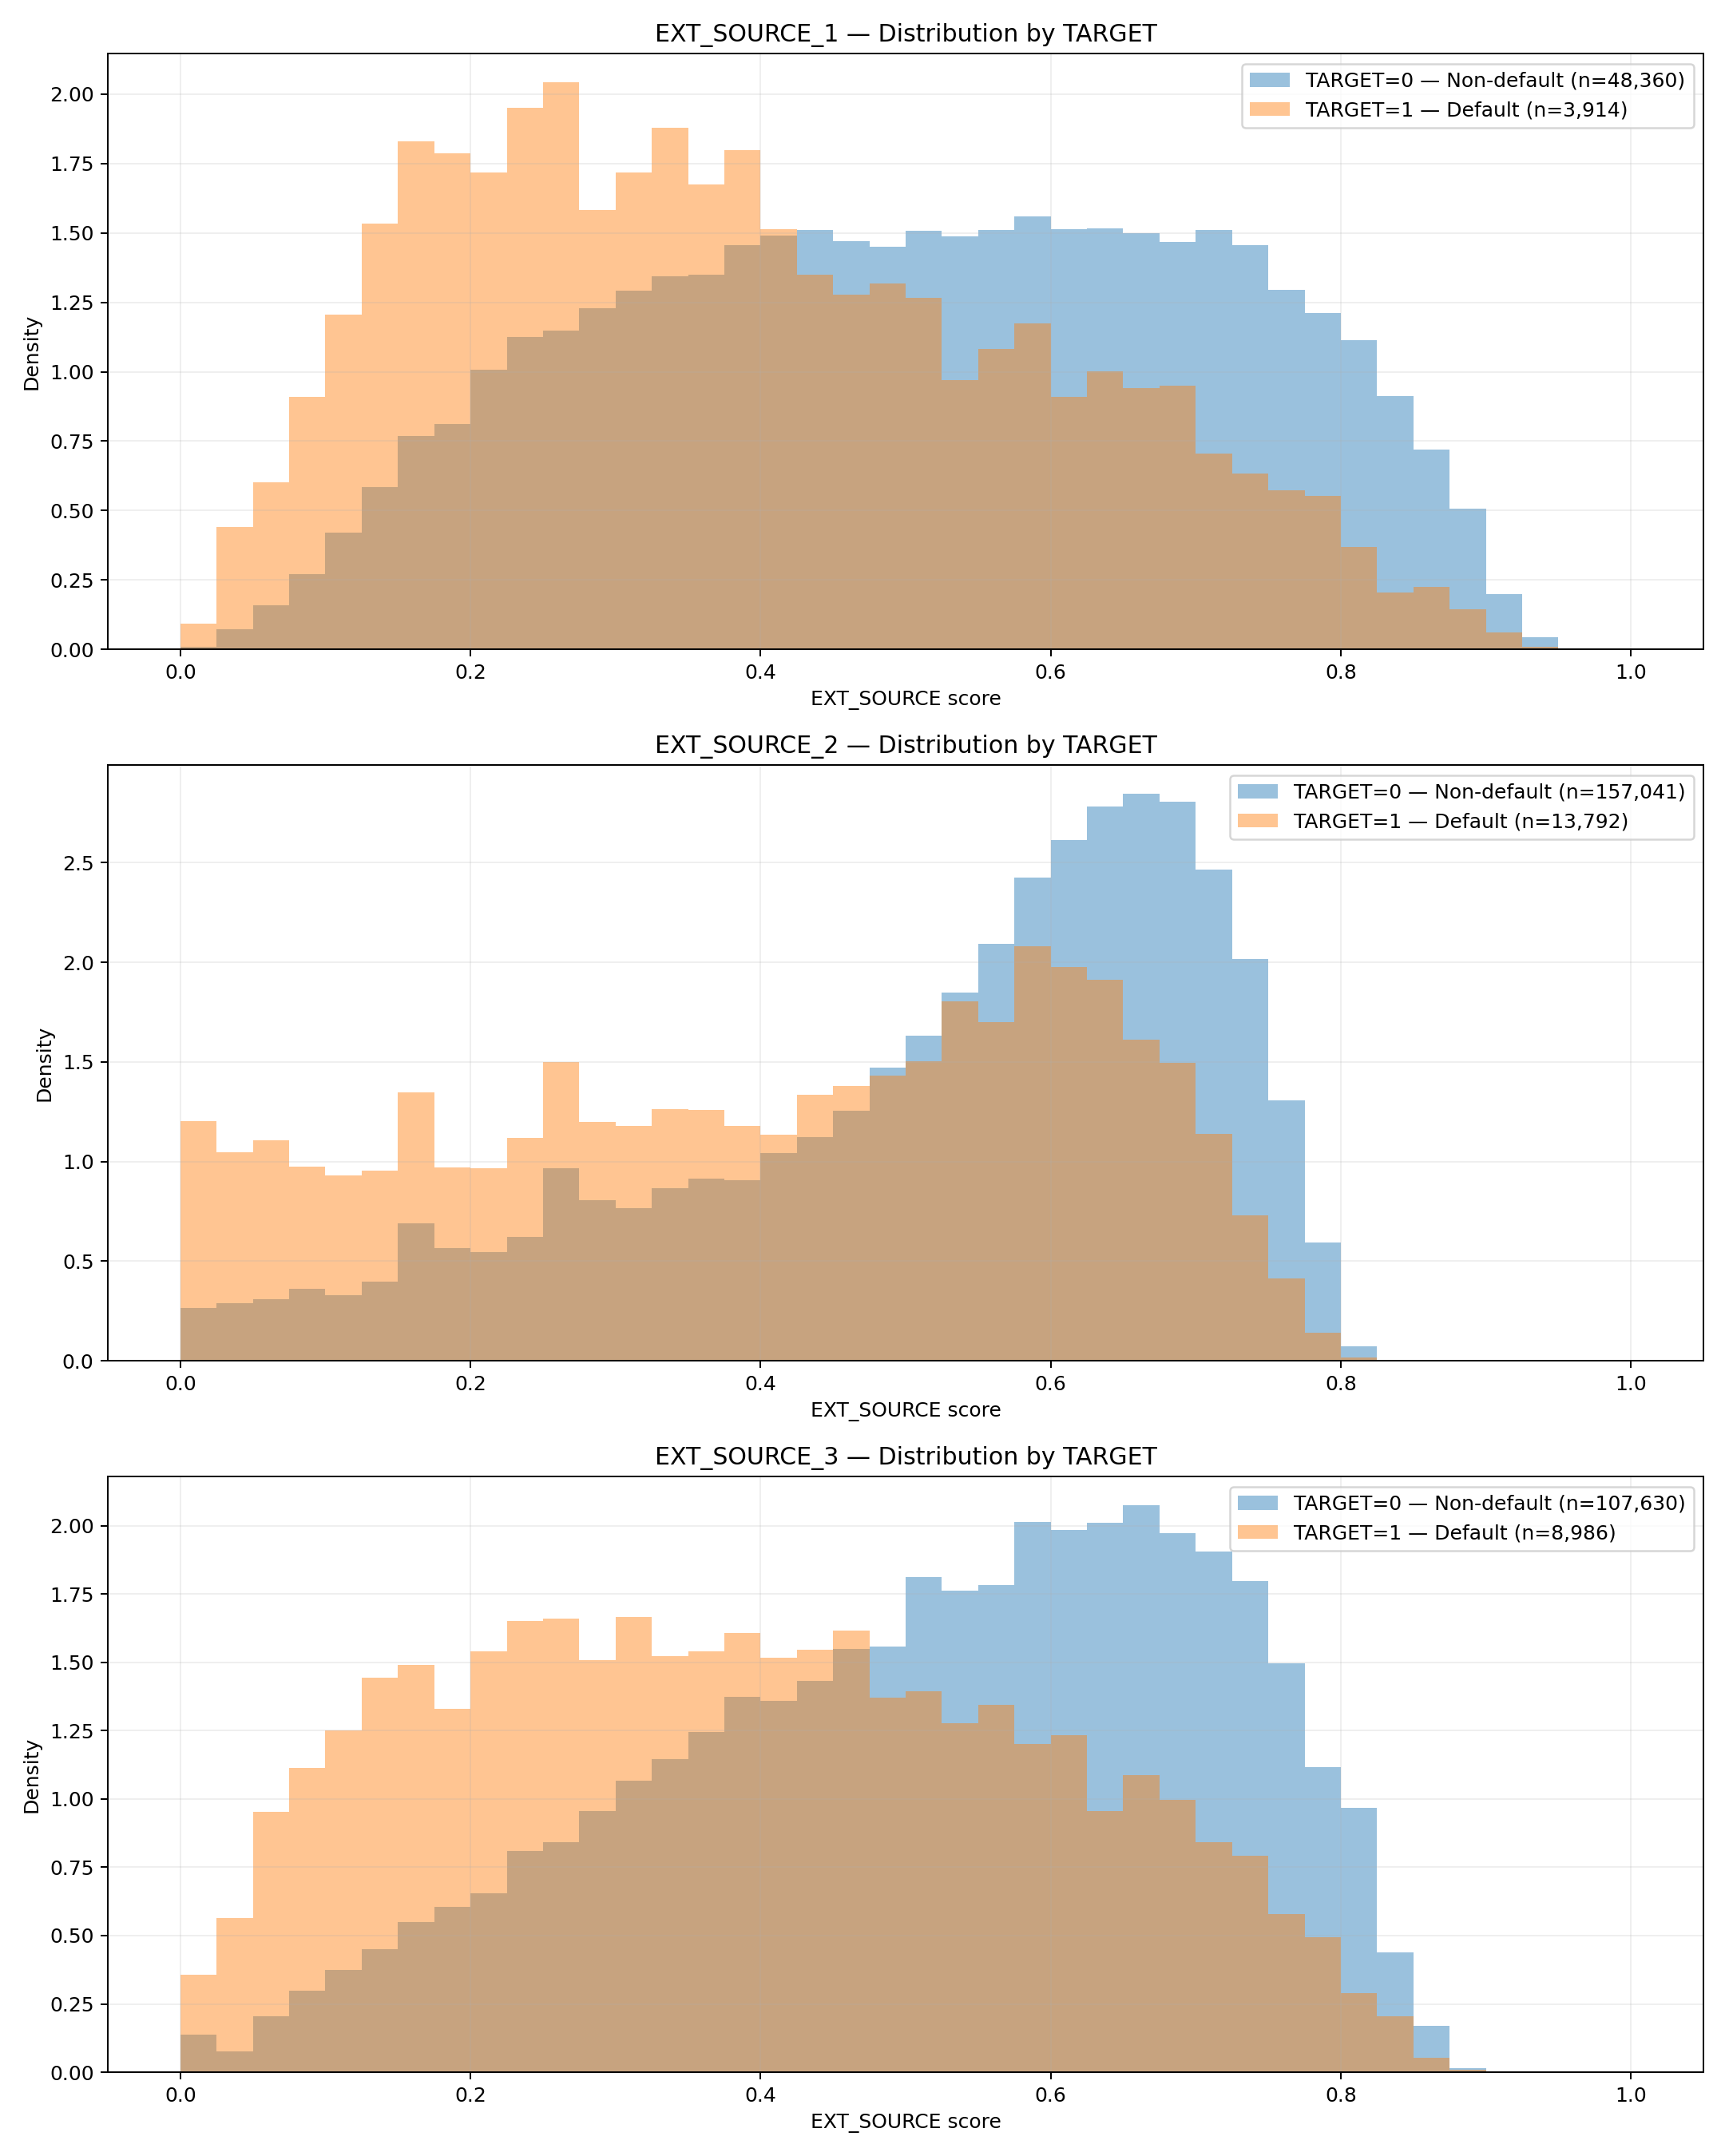 EXT_SOURCE_1 — Distribution by TARGET
TARGET=0 — Non-default (n=48,360)
TARGET=1 — Default (n=3,914)
Density
2.00
1.75
1.50
1.25
1.00
0.75
0.50
0.25
0.00
0.0 0.2 0.4 0.6 0.8 1.0
EXT_SOURCE score
EXT_SOURCE_2 — Distribution by TARGET
TARGET=0 — Non-default (n=157,041)
TARGET=1 — Default (n=13,792)
Density
2.5
2.0
1.5
1.0
0.5
0.0
0.0 0.2 0.4 0.6 0.8 1.0
EXT_SOURCE score
EXT_SOURCE_3 — Distribution by TARGET
TARGET=0 — Non-default (n=107,630)
TARGET=1 — Default (n=8,986)
Density
2.00
1.75
1.50
1.25
1.00
0.75
0.50
0.25
0.00
0.0 0.2 0.4 0.6 0.8 1.0
EXT_SOURCE score